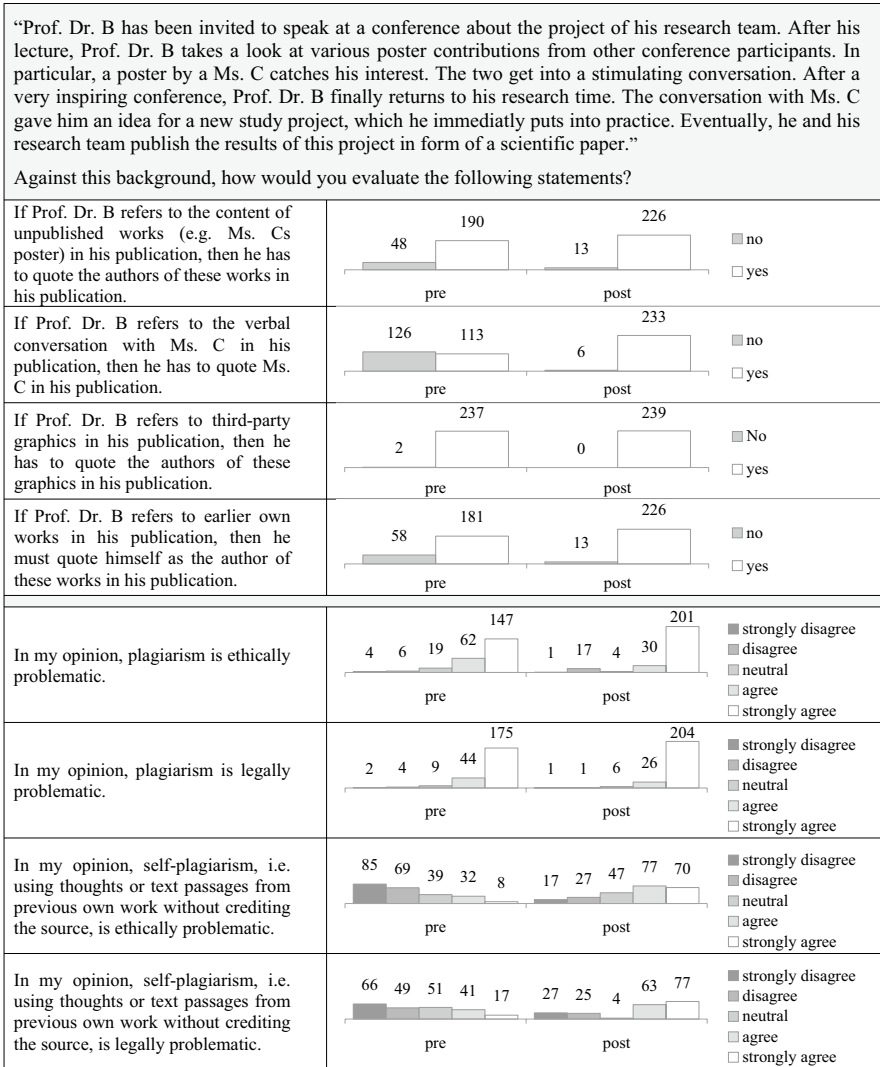 “Prof. Dr. B has been invited to speak at a conference about the project of his research team. After his
lecture, Prof. Dr. B takes a look at various poster contributions from other conference participants. In
particular, a poster by a Ms. C catches his interest. The two get into a stimulating conversation. After a
very inspiring conference, Prof. Dr. B finally returns to his research time. The conversation with Ms. C
gave him an idea for a new study project, which he immediatly puts into practice. Eventually, he and his
research team publish the results of this project in form of a scientific paper.”
Against this background, how would you evaluate the following statements?
If Prof. Dr. B refers to the content of
unpublished works (e.g. Ms. Cs
poster) in his publication, then he has
to quote the authors of these works in
his publication.
48 190 13 226
pre post
no
yes
If Prof. Dr. B refers to the verbal
conversation with Ms. C in his
publication, then he has to quote Ms.
C in his publication.
126 113 6 233
pre post
no
yes
If Prof. Dr. B refers to third-party
graphics in his publication, then he
has to quote the authors of these
graphics in his publication.
2 237 0 239
pre post
No
yes
If Prof. Dr. B refers to earlier own
works in his publication, then he
must quote himself as the author of
these works in his publication.
58 181 13 226
pre post
no
yes
In my opinion, plagiarism is ethically
problematic.
4 6 19 62 147 1 17 4 30 201
pre post
strongly disagree
disagree
neutral
agree
strongly agree
In my opinion, plagiarism is legally
problematic.
2 4 9 44 175 1 1 6 26 204
pre post
strongly disagree
disagree
neutral
agree
strongly agree
In my opinion, self-plagiarism, i.e.
using thoughts or text passages from
previous own work without crediting
the source, is ethically problematic.
85 69 39 32 8 17 27 47 77 70
pre post
strongly disagree
disagree
neutral
agree
strongly agree
In my opinion, self-plagiarism, i.e.
using thoughts or text passages from
previous own work without crediting
the source, is legally problematic.
66 49 51 41 17 27 25 4 63 77
pre post
strongly disagree
disagree
neutral
agree
strongly agree